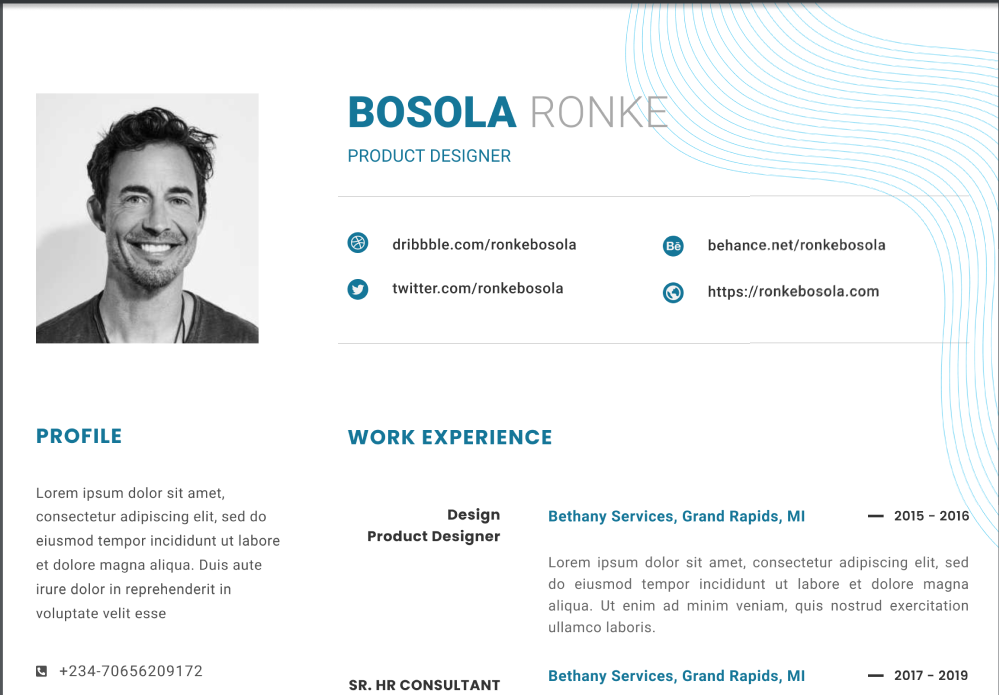 BOSOLA RONKE
PRODUCT DESIGNER
dribbble.com/ronkebosola
Bē behance.net/ronkebosola
twitter.com/ronkebosola
https://ronkebosola.com
PROFILE
Lorem ipsum dolor sit amet,
consectetur adipiscing elit, sed do
eiusmod tempor incididunt ut labore
et dolore magna aliqua. Duis aute
irure dolor in reprehenderit in
voluptate velit esse
+234-70656209172
WORK EXPERIENCE
Design
Product Designer
Bethany Services, Grand Rapids, MI
2015 - 2016
Lorem ipsum dolor sit amet, consectetur adipiscing elit, sed
do eiusmod tempor incididunt ut labore et dolore magna
aliqua. Ut enim ad minim veniam, quis nostrud exercitation
ullamco laboris.
SR. HR CONSULTANT
Bethany Services, Grand Rapids, MI
2017 - 2019